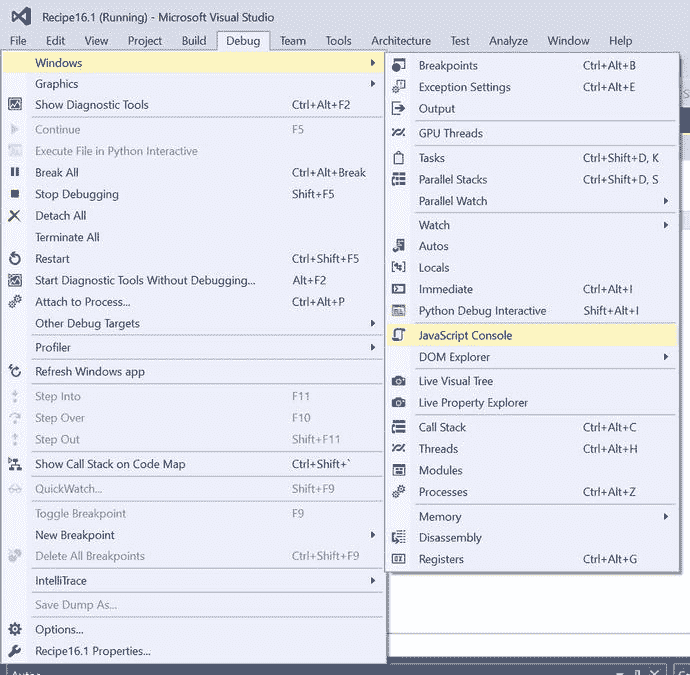 Recipe16.1 (Running) - Microsoft Visual Studio
File Edit View Project Build Debug Team Tools Architecture Test Analyze Window Help
Windows
Graphics
Show Diagnostic Tools Ctrl+Alt+F2
Continue F5
Execute File in Python Interactive
Break All Ctrl+Alt+Break
Stop Debugging Shift+F5
Detach All
Terminate All
Restart Ctrl+Shift+F5
Start Diagnostic Tools Without Debugging... Alt+F2
Attach to Process... Ctrl+Alt+P
Other Debug Targets
Profiler
Refresh Windows app
Step Into F11
Step Over F10
Step Out Shift+F11
Show Call Stack on Code Map Ctrl+Shift+`
QuickWatch... Shift+F9
Toggle Breakpoint F9
New Breakpoint
Delete All Breakpoints Ctrl+Shift+F9
IntelliTrace
Save Dump As...
Options...
Recipe16.1 Properties...
Breakpoints Ctrl+Alt+B
Exception Settings Ctrl+Alt+E
Output
GPU Threads
Tasks Ctrl+Shift+D, K
Parallel Stacks Ctrl+Shift+D, S
Parallel Watch
Watch
Autos
Locals
Immediate Ctrl+Alt+I
Python Debug Interactive Shift+Alt+I
JavaScript Console
DOM Explorer
Live Visual Tree
Live Property Explorer
Call Stack Ctrl+Alt+C
Threads Ctrl+Alt+H
Modules
Processes Ctrl+Alt+Z
Memory
Disassembly
Registers Ctrl+Alt+G